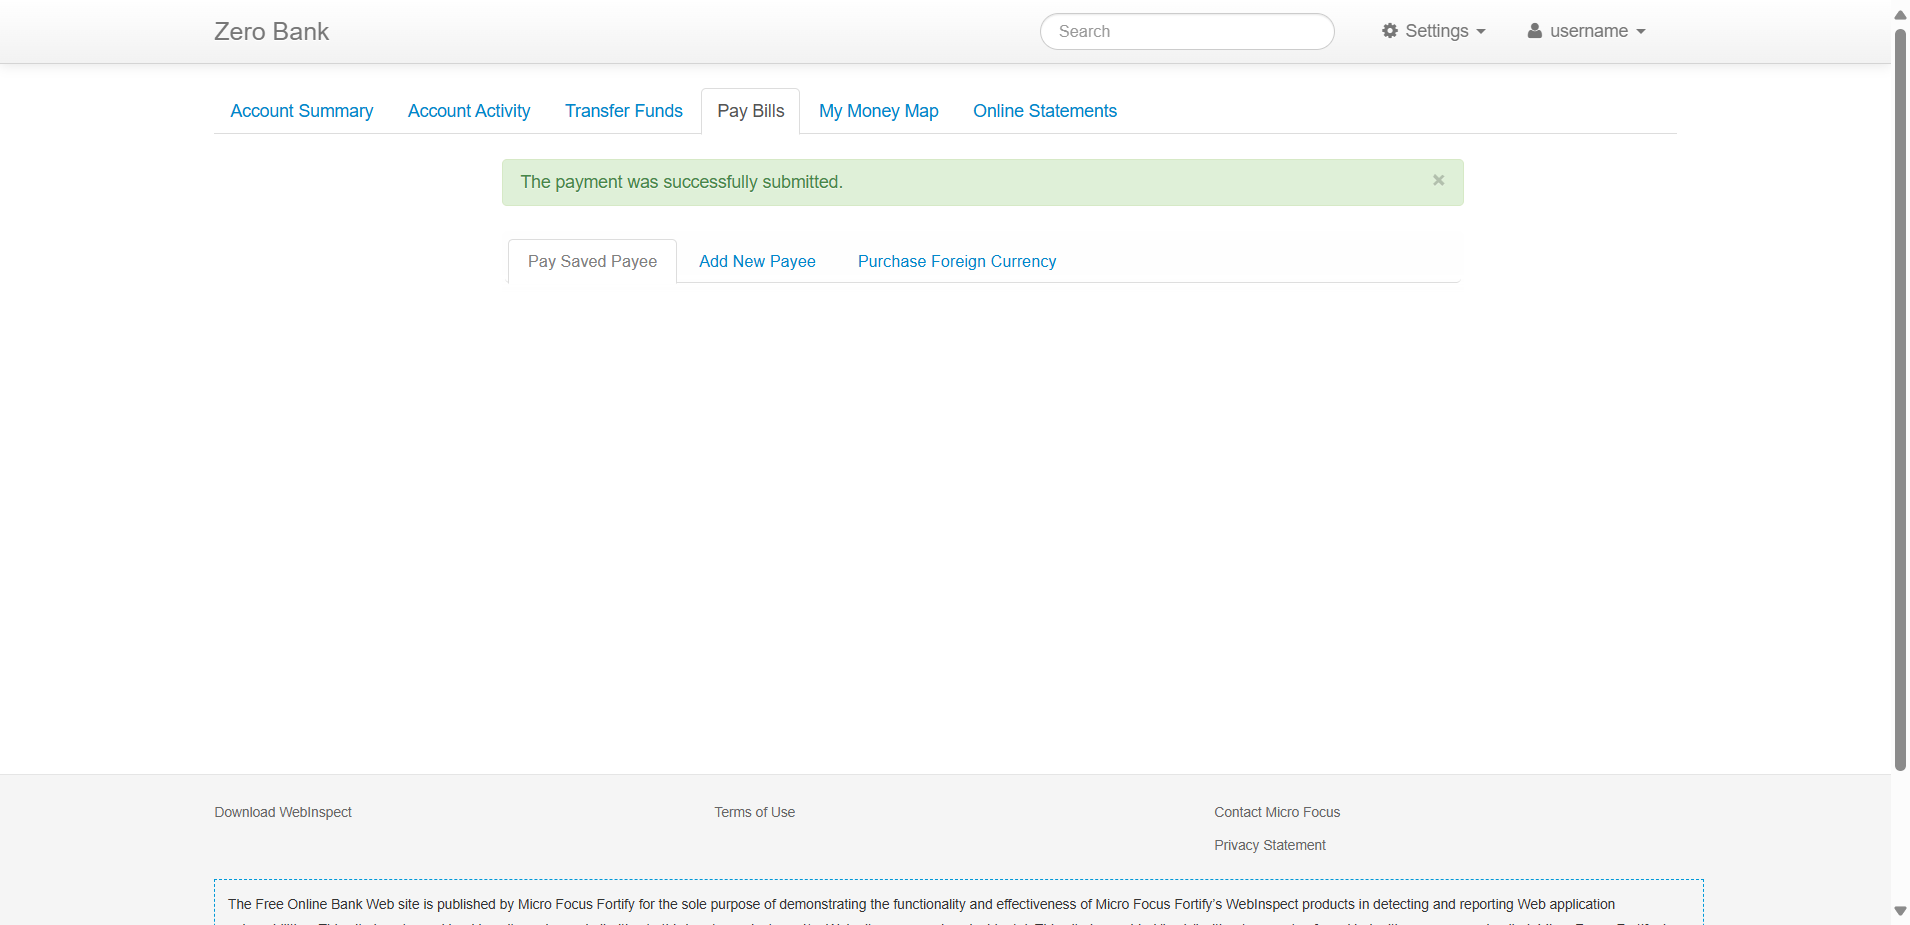 Zero Bank
Search
Settings
username
Account Summary
Account Activity
Transfer Funds
Pay Bills
My Money Map
Online Statements
The payment was successfully submitted.
×
Pay Saved Payee
Add New Payee
Purchase Foreign Currency
Download WebInspect
Terms of Use
Contact Micro Focus
Privacy Statement
The Free Online Bank Web site is published by Micro Focus Fortify for the sole purpose of demonstrating the functionality and effectiveness of Micro Focus Fortify's WebInspect products in detecting and reporting Web application